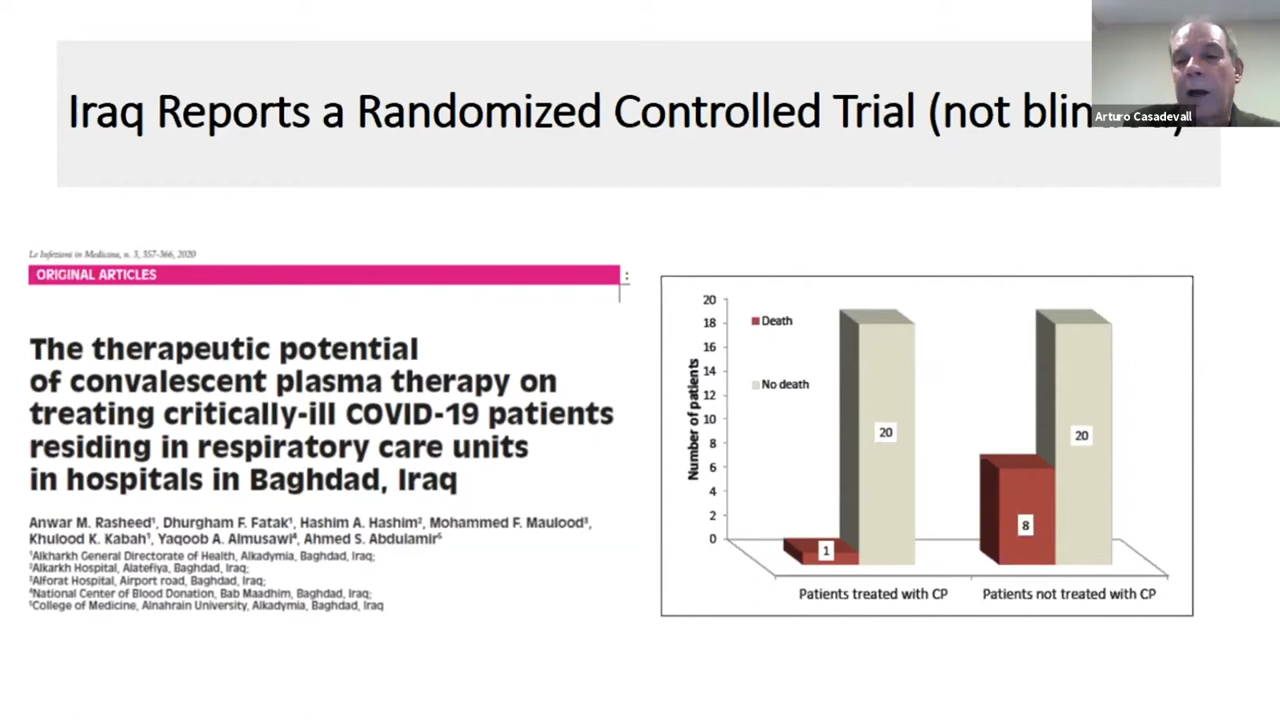 Iraq Reports a Randomized Controlled Trial (not
Arturo Casadevall
Le Infezioni in Medicina, n. 3, 357-366, 2020
ORIGINAL ARTICLES
The therapeutic potential
of convalescent plasma therapy on
treating critically-ill COVID-19 patients
residing in respiratory care units
in hospitals in Baghdad, Iraq
Anwar M. Rasheed¹, Dhurgham F. Fatak¹, Hashim A. Hashim², Mohammed F. Maulood³,
Khulood K. Kabah¹, Yaqoob A. Almusawi⁴, Ahmed S. Abdulamir⁵
¹Alkharkh General Directorate of Health, Alkadymia, Baghdad, Iraq;
²Alkarkh Hospital, Alatefiya, Baghdad, Iraq;
³Alforat Hospital, Airport road, Baghdad, Iraq;
⁴National Center of Blood Donation, Bab Maadhim, Baghdad, Iraq;
⁵College of Medicine, Alnahrain University, Alkadymia, Baghdad, Iraq
Number of patients
20
18
16
14
12
10
8
6
4
2
0
Death
No death
1
20
8
20
Patients treated with CP
Patients not treated with CP